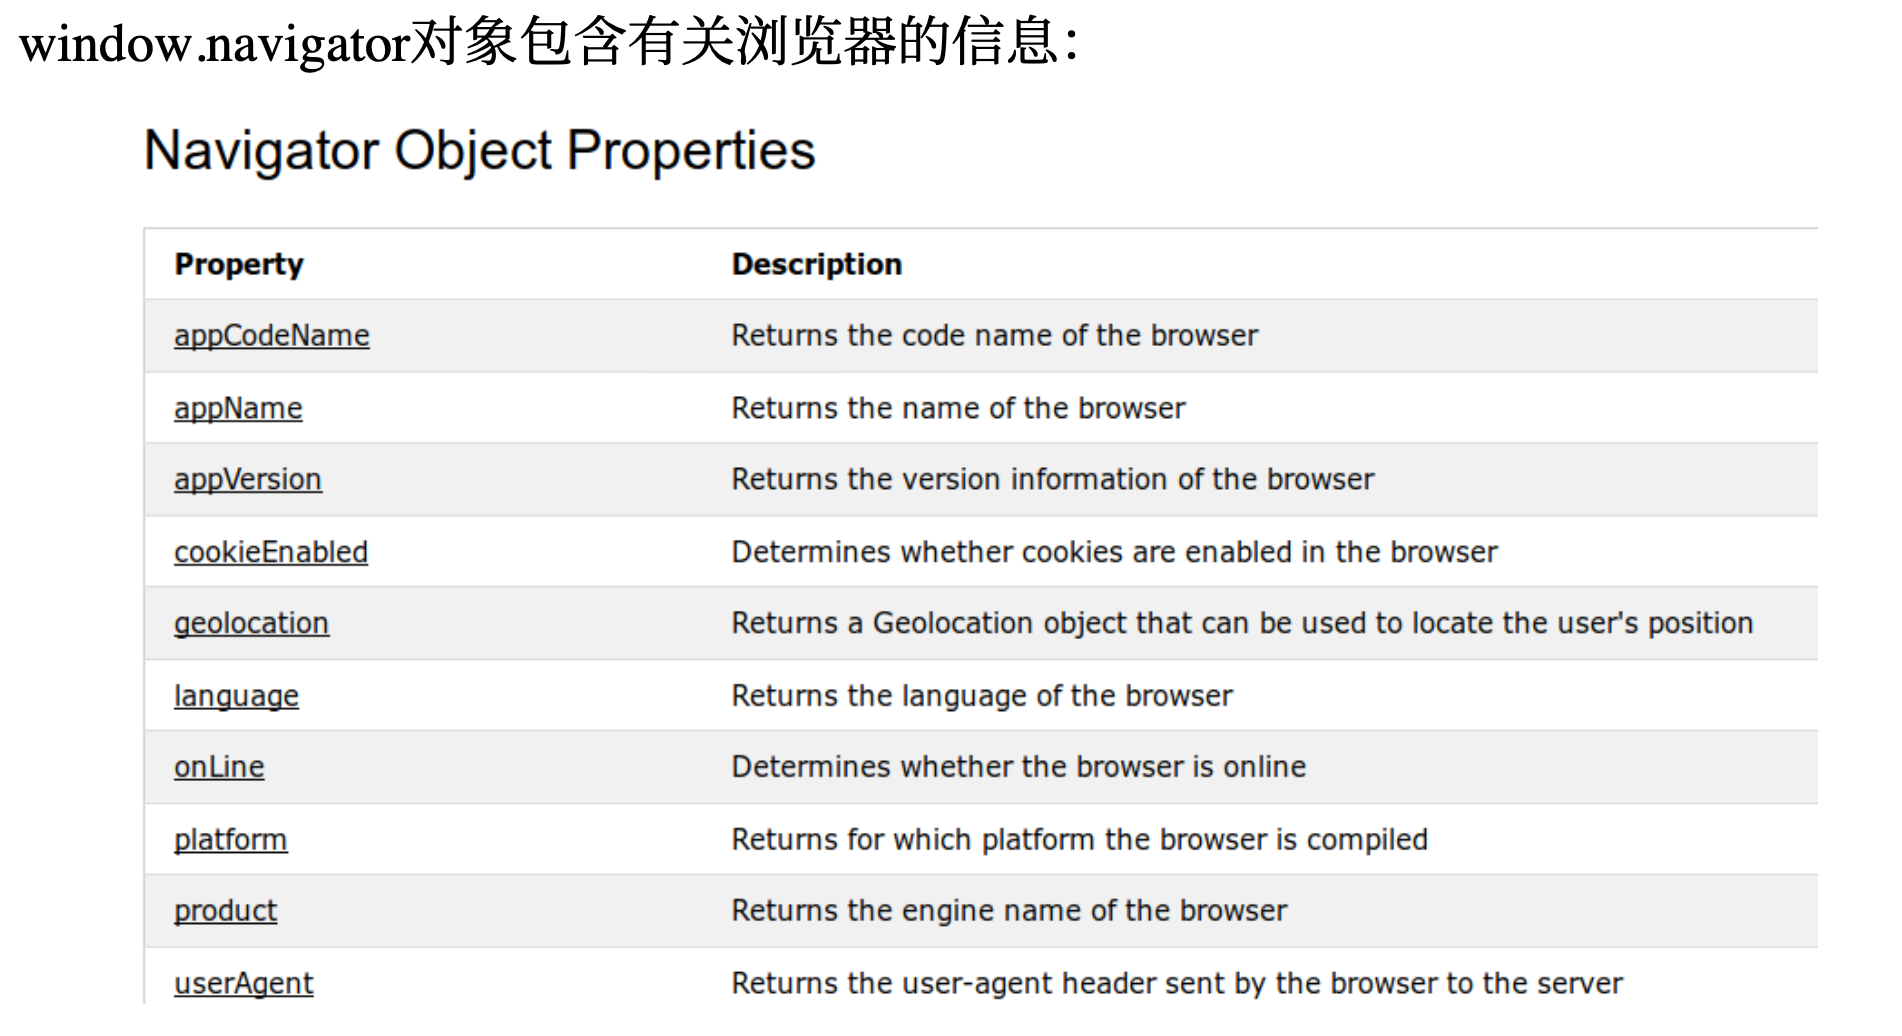 window.navigator对象包含有关浏览器的信息：
Navigator Object Properties
Property Description
appCodeName Returns the code name of the browser
appName Returns the name of the browser
appVersion Returns the version information of the browser
cookieEnabled Determines whether cookies are enabled in the browser
geolocation Returns a Geolocation object that can be used to locate the user's position
language Returns the language of the browser
onLine Determines whether the browser is online
platform Returns for which platform the browser is compiled
product Returns the engine name of the browser
userAgent Returns the user-agent header sent by the browser to the server